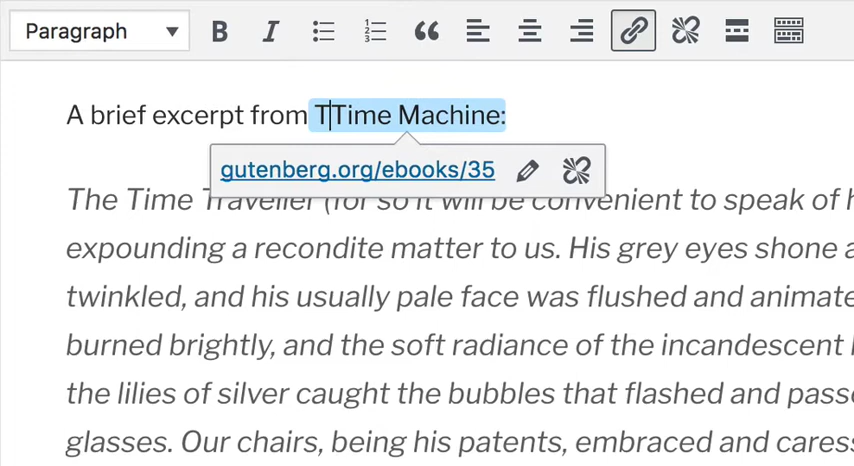 Paragraph
A brief excerpt from TTime Machine:
gutenberg.org/ebooks/35
The Time Traveller (for so it will be convenient to speak of
expounding a recondite matter to us. His grey eyes shone
twinkled, and his usually pale face was flushed and animate
burned brightly, and the soft radiance of the incandescent
the lilies of silver caught the bubbles that flashed and passe
glasses. Our chairs, being his patents, embraced and caress